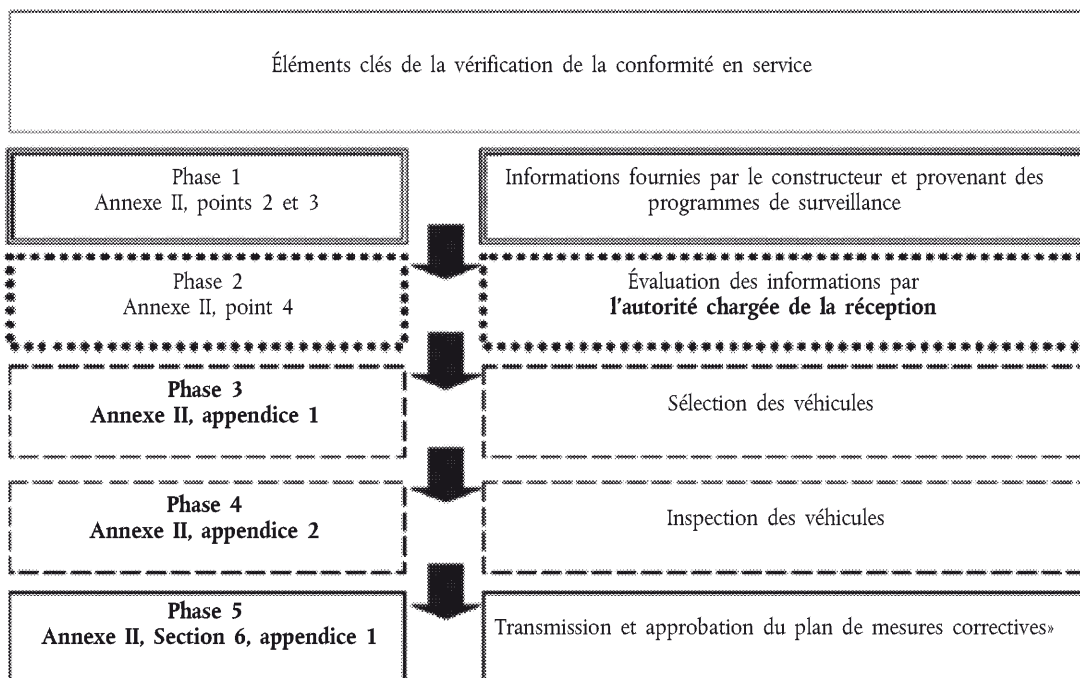 Éléments clés de la vérification de la conformité en service
Phase 1
Annexe II, points 2 et 3
Informations fournies par le constructeur et provenant des
programmes de surveillance
Phase 2
Annexe II, point 4
Évaluation des informations par
l'autorité chargée de la réception
Phase 3
Annexe II, appendice 1
Sélection des véhicules
Phase 4
Annexe II, appendice 2
Inspection des véhicules
Phase 5
Annexe II, Section 6, appendice 1
Transmission et approbation du plan de mesures correctives»